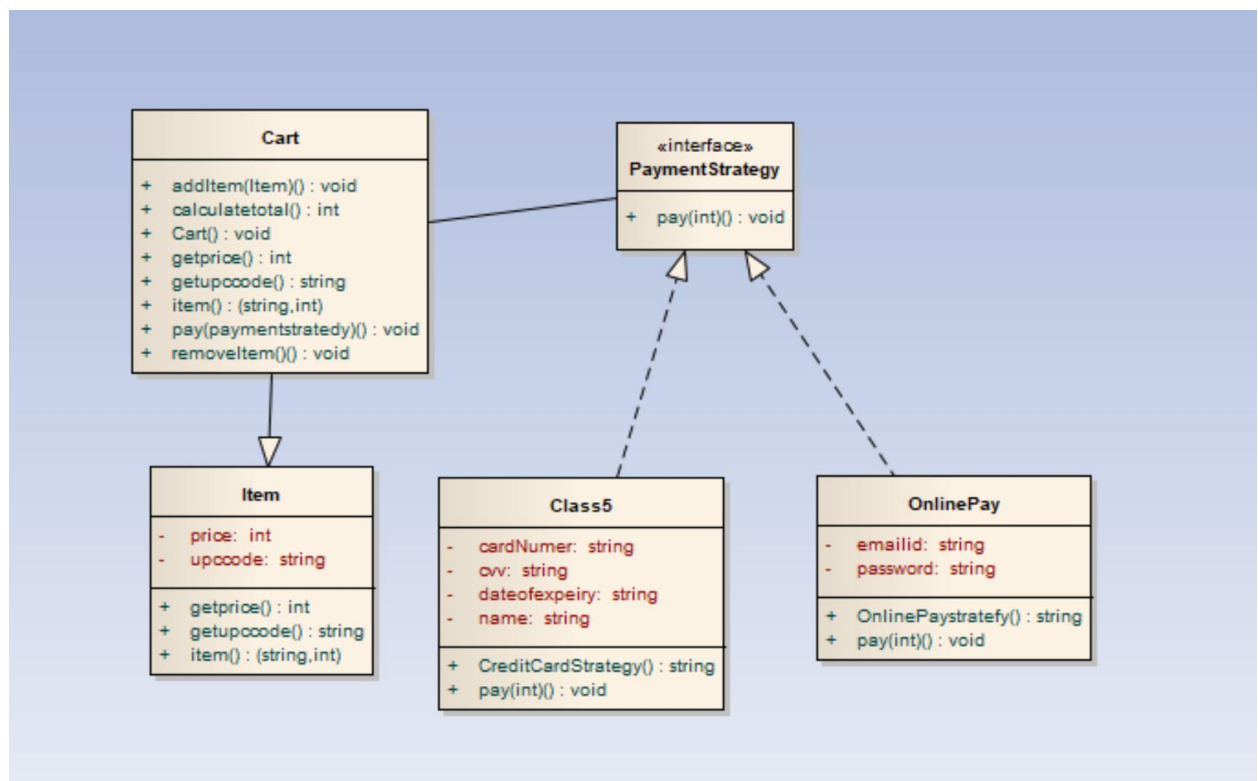 Cart
+ addItem(Item)() : void
+ calculatetotal() : int
+ Cart() : void
+ getprice() : int
+ getupccode() : string
+ item() : (string,int)
+ pay(paymentstratedy)() : void
+ removeItem()() : void
«interface»
PaymentStrategy
+ pay(int)() : void
Item
- price: int
- upccode: string
+ getprice() : int
+ getupccode() : string
+ item() : (string,int)
Class5
- cardNumer: string
- cvv: string
- dateofexpeiry: string
- name: string
+ CreditCardStrategy() : string
+ pay(int)() : void
OnlinePay
- emailid: string
- password: string
+ OnlinePaystratefy() : string
+ pay(int)() : void